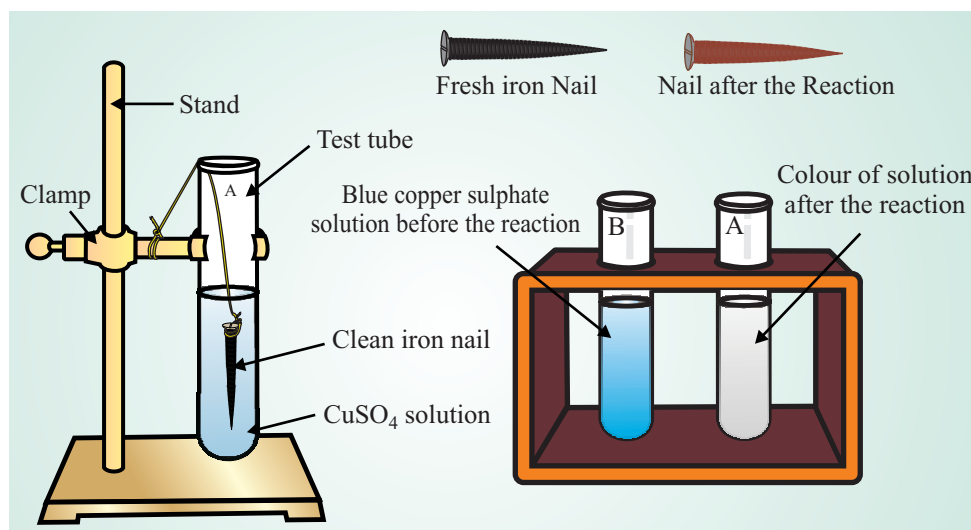 Fresh iron Nail
Nail after the Reaction
Stand
Test tube
A
Clamp
Blue copper sulphate
solution before the reaction
Colour of solution
after the reaction
B
A
Clean iron nail
CuSO₄ solution